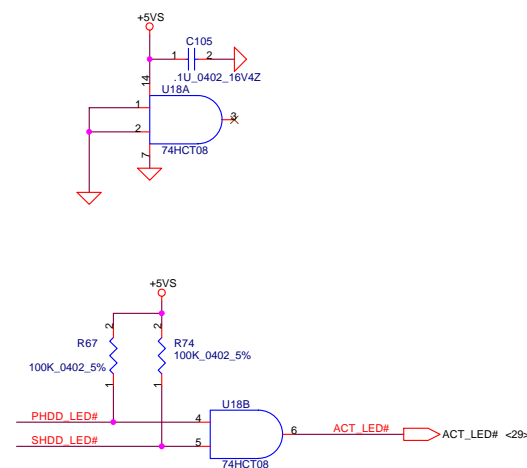 +5VS
C105
1 2
.1U_0402_16V4Z
14
U18A
1
3
2
7
74HCT08
+5VS
2 2
R67 R74
100K_0402_5%
100K_0402_5%
1 1
U18B
PHDD_LED# 4
6 ACT_LED# ACT_LED# <29>
SHDD_LED# 5
74HCT08